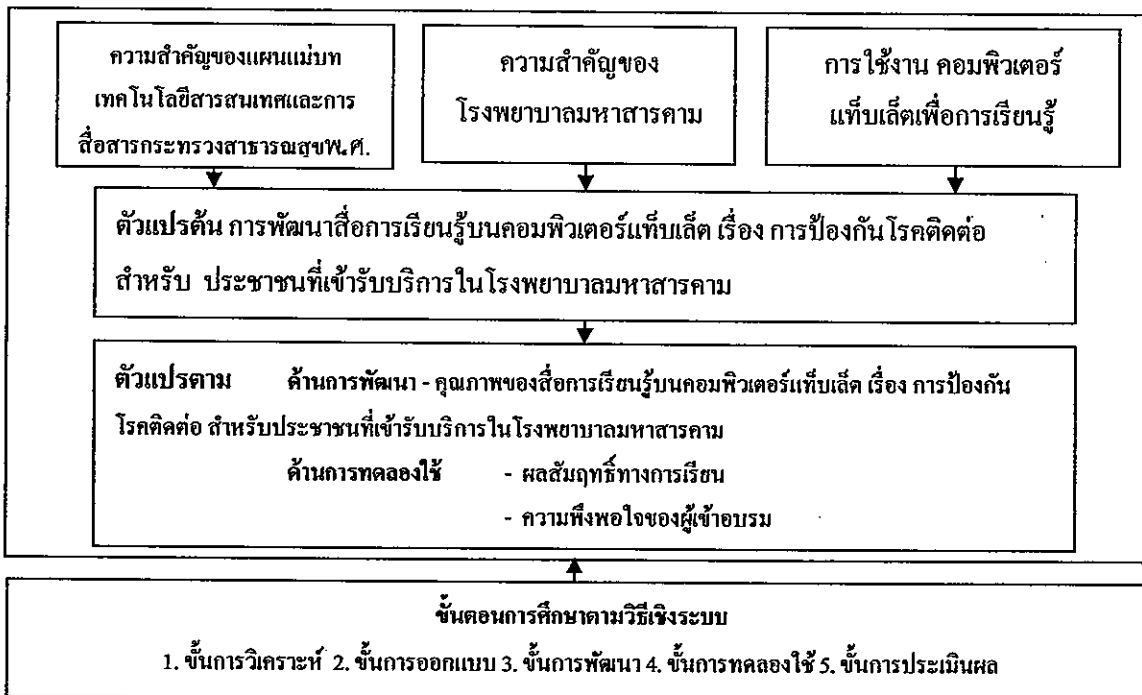 ความสำคัญของแผนแม่บท
เทคโนโลยีสารสนเทศและการ
สื่อสารกระทรวงสาธารณสุขพ.ศ.
ความสำคัญของ
โรงพยาบาลมหาสารคาม
การใช้งาน คอมพิวเตอร์
แท็บเล็ตเพื่อการเรียนรู้
ตัวแปรต้น การพัฒนาสื่อการเรียนรู้บนคอมพิวเตอร์แท็บเล็ต เรื่อง การป้องกันโรคติดต่อ
สำหรับ ประชาชนที่เข้ารับบริการในโรงพยาบาลมหาสารคาม
ตัวแปรตาม ด้านการพัฒนา - คุณภาพของสื่อการเรียนรู้บนคอมพิวเตอร์แท็บเล็ต เรื่อง การป้องกัน
โรคติดต่อ สำหรับประชาชนที่เข้ารับบริการในโรงพยาบาลมหาสารคาม
ด้านการทดลองใช้ - ผลสัมฤทธิ์ทางการเรียน
- ความพึงพอใจของผู้เข้าอบรม
ขั้นตอนการศึกษาตามวิธีเชิงระบบ
1. ขั้นการวิเคราะห์ 2. ขั้นการออกแบบ 3. ขั้นการพัฒนา 4. ขั้นการทดลองใช้ 5. ขั้นการประเมินผล